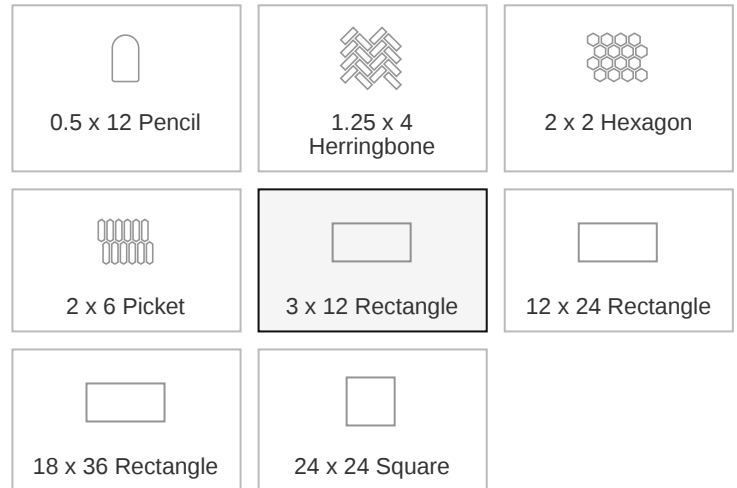 0.5 x 12 Pencil
1.25 x 4
Herringbone
2 x 2 Hexagon
2 x 6 Picket
3 x 12 Rectangle
12 x 24 Rectangle
18 x 36 Rectangle
24 x 24 Square